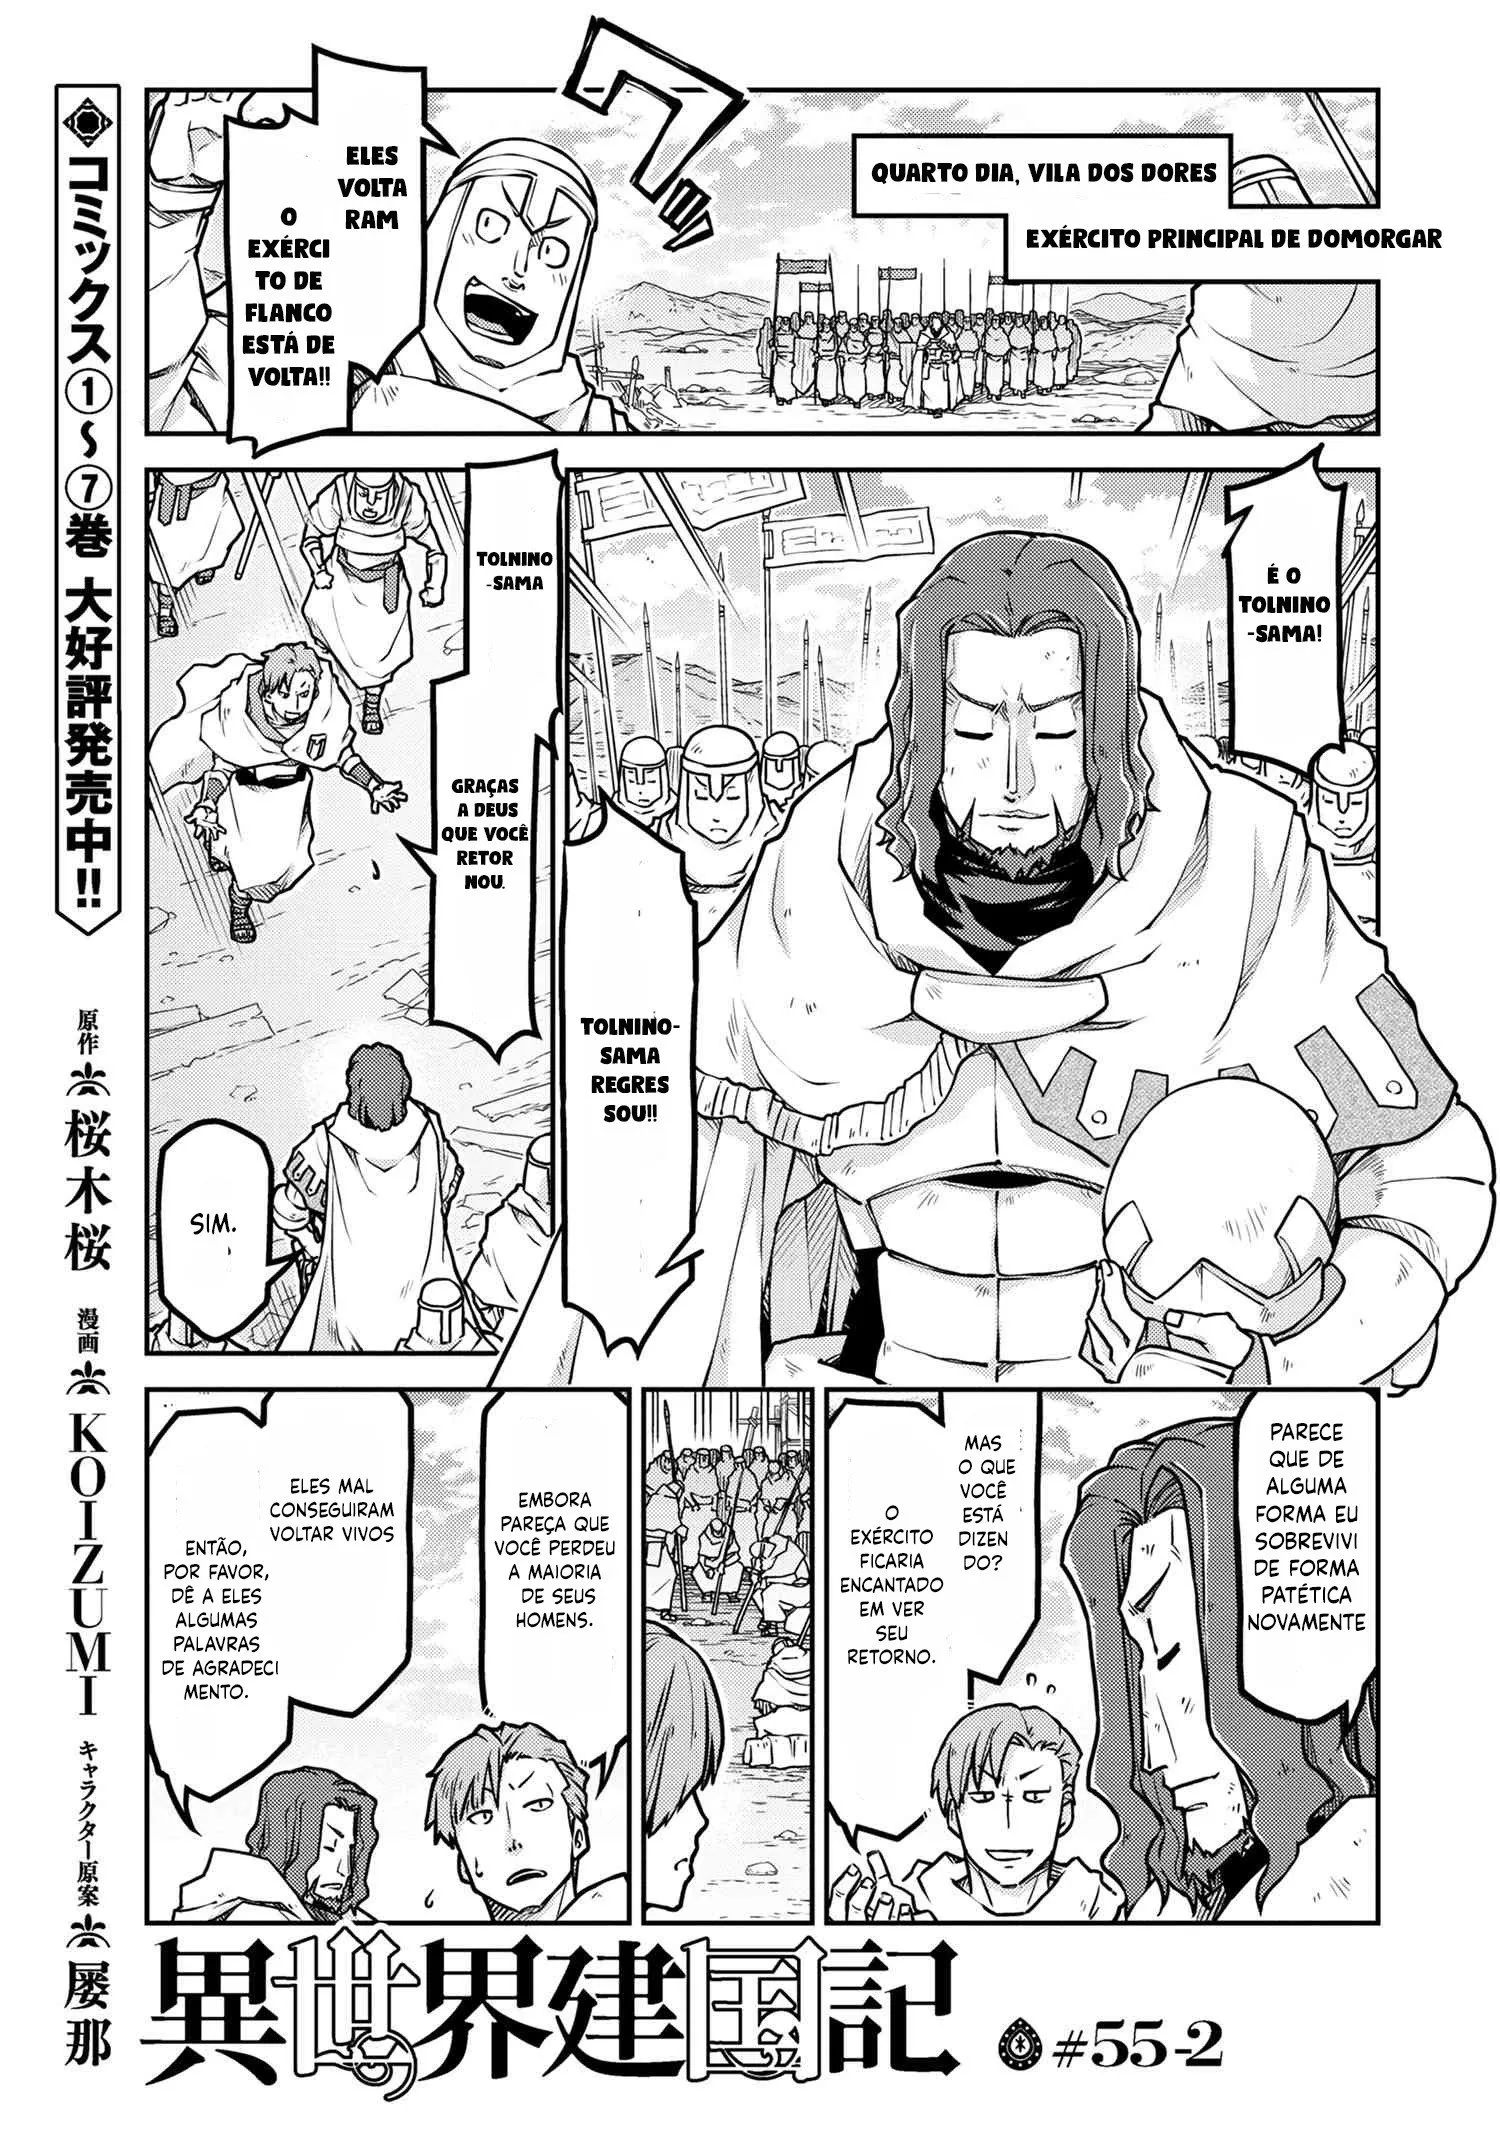 QUARTO DIA, VILA DOS DORES
EXÉRCITO PRINCIPAL DE DOMORGAR
ワ
ELES
VOLTA
RAM
O
EXÉRCI
TO DE
FLANCO
ESTÁ DE
VOLTA!!
É O
TOLNINO
-SAMA!
TOLNINO-
SAMA
REGRES
SOU!!
TOLNINO
-SAMA
GRAÇAS
A DEUS
QUE VOCÊ
RETOR
NOU.
SIM.
PARECE
QUE DE
ALGUMA
FORMA EU
SOBREVIVI
DE FORMA
PATÉTICA
NOVAMENTE
MAS
O QUE
VOCÊ
ESTÁ
DIZEN
DO?
O
EXÉRCITO
FICARIA
ENCANTADO
EM VER
SEU
RETORNO.
EMBORA
PAREÇA QUE
VOCÊ PERDEU
A MAIORIA
DE SEUS
HOMENS.
ELES MAL
CONSEGUIRAM
VOLTAR VIVOS
ENTÃO,
POR FAVOR,
DÊ A ELES
ALGUMAS
PALAVRAS
DE AGRADECI
MENTO.
コミックス①〜⑦巻 大好評発売中!!
原作 桜木桜 漫画 KOIZUMI キャラクター原案 屡那
異世界建国記
#55-2